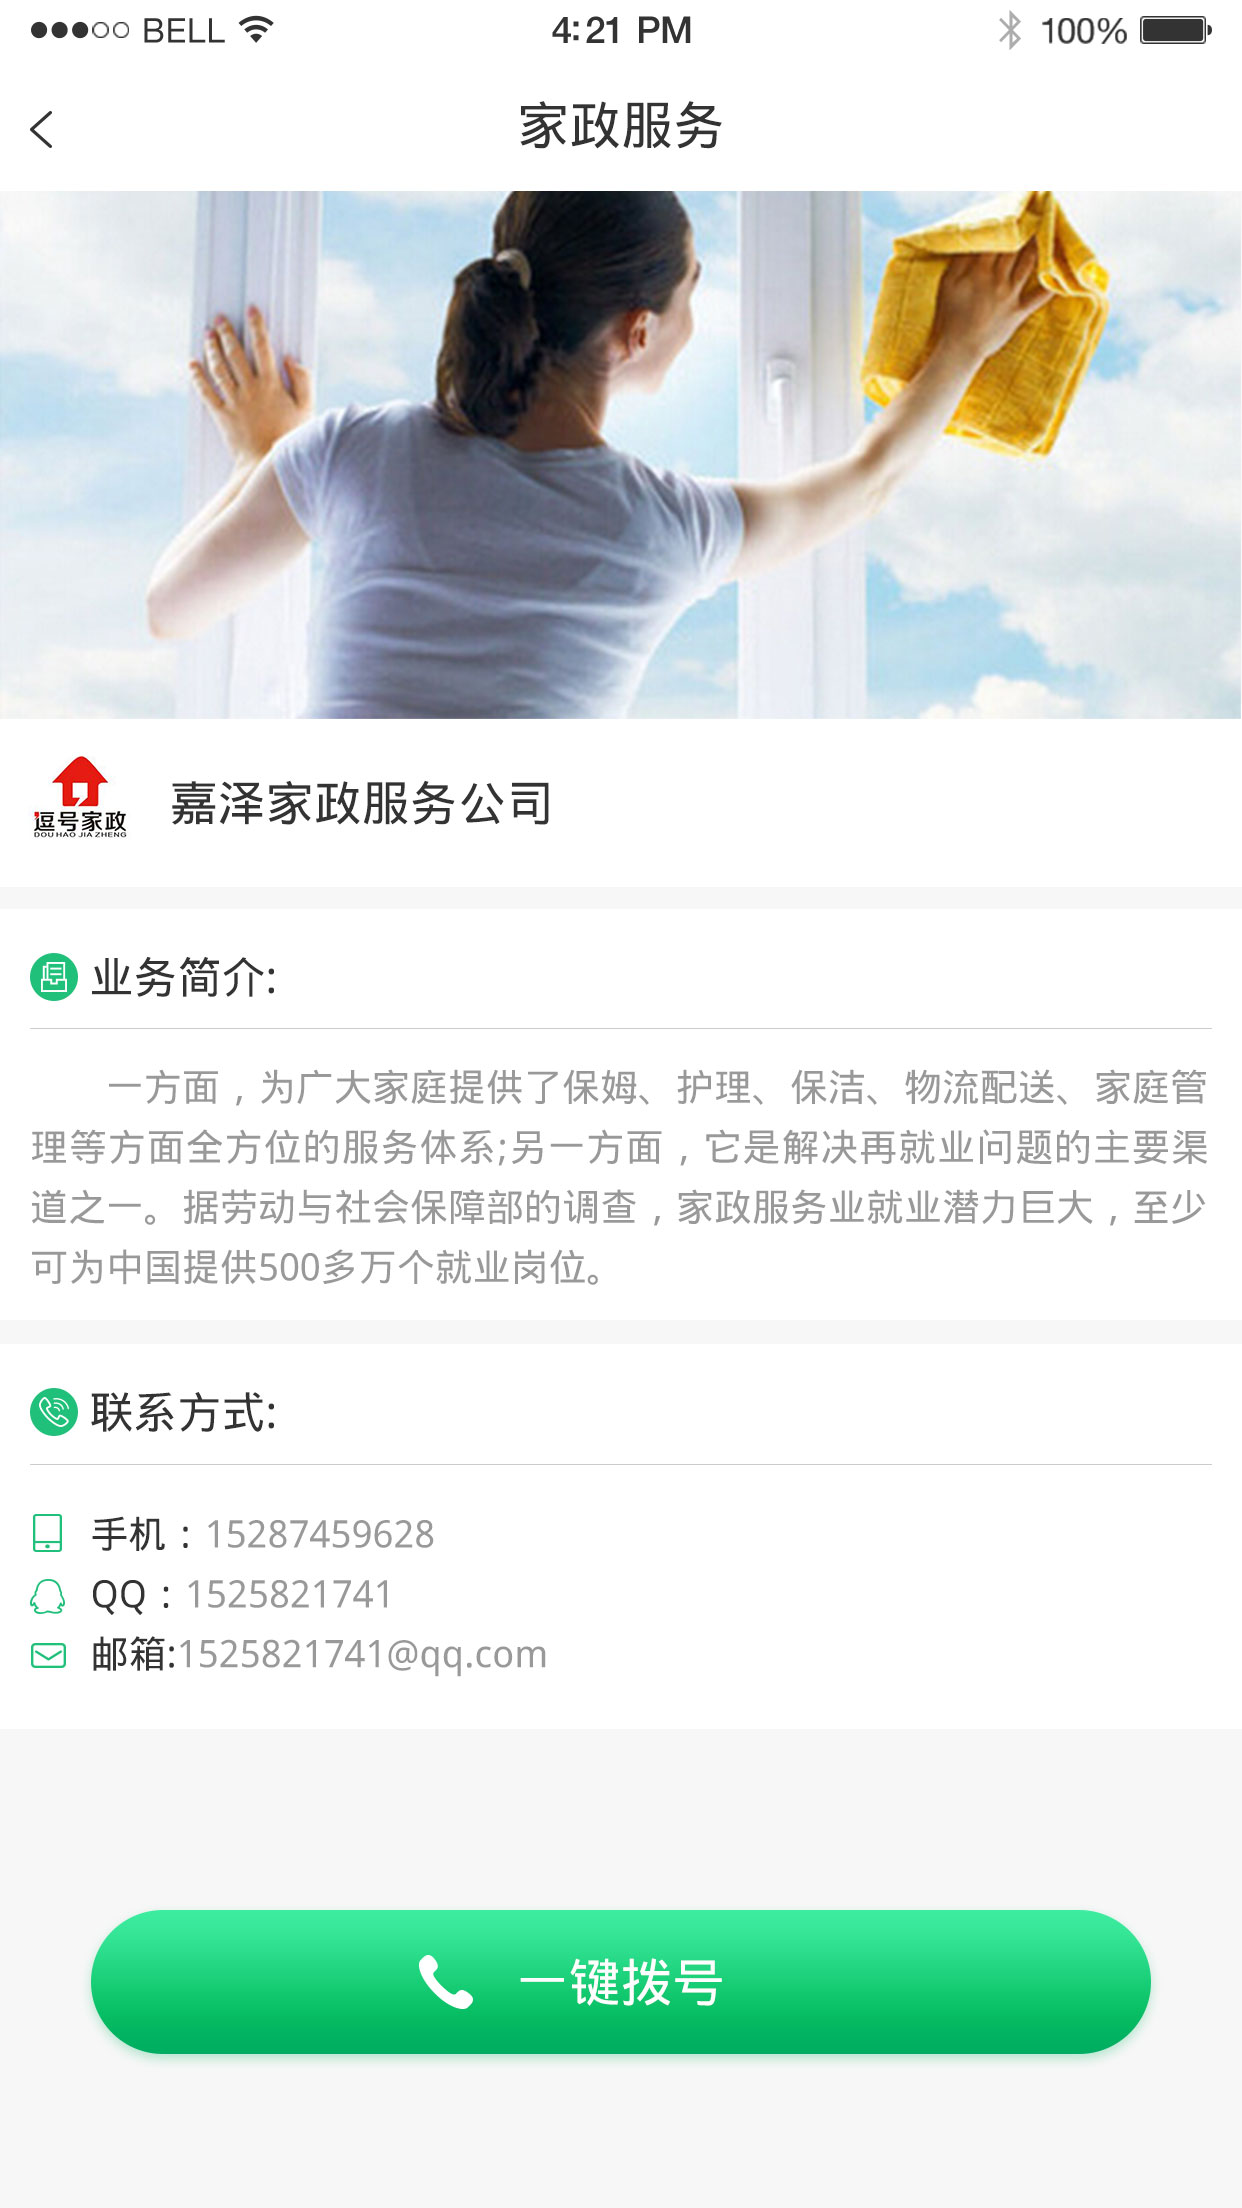 BELL 4:21 PM 100%
家政服务
逗号家政
DOU HAO JIA ZHENG
嘉泽家政服务公司
业务简介:
一方面，为广大家庭提供了保姆、护理、保洁、物流配送、家庭管
理等方面全方位的服务体系;另一方面，它是解决再就业问题的主要渠
道之一。据劳动与社会保障部的调查，家政服务业就业潜力巨大，至少
可为中国提供500多万个就业岗位。
联系方式:
手机：15287459628
QQ：1525821741
邮箱:1525821741@qq.com
一键拨号